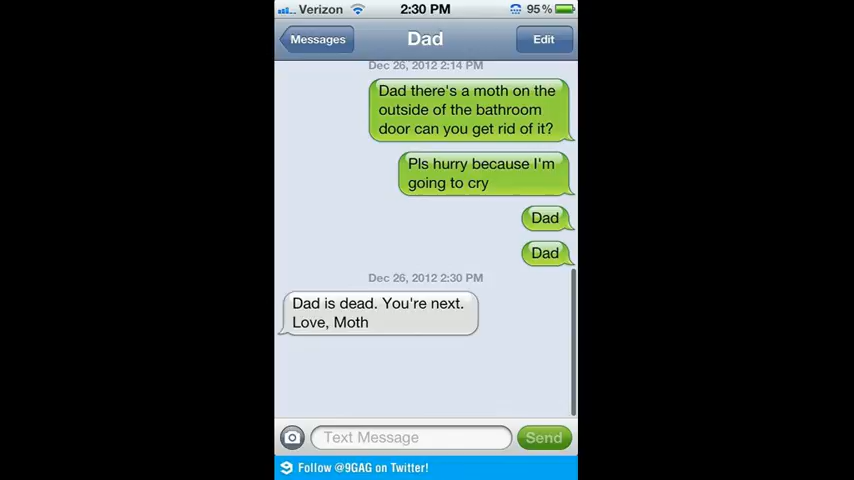 Verizon 2:30 PM 95%
Messages Dad Edit
Dec 26, 2012 2:14 PM
Dad there's a moth on the
outside of the bathroom
door can you get rid of it?
Pls hurry because I'm
going to cry
Dad
Dad
Dec 26, 2012 2:30 PM
Dad is dead. You're next.
Love, Moth
Text Message Send
Follow @9GAG on Twitter!